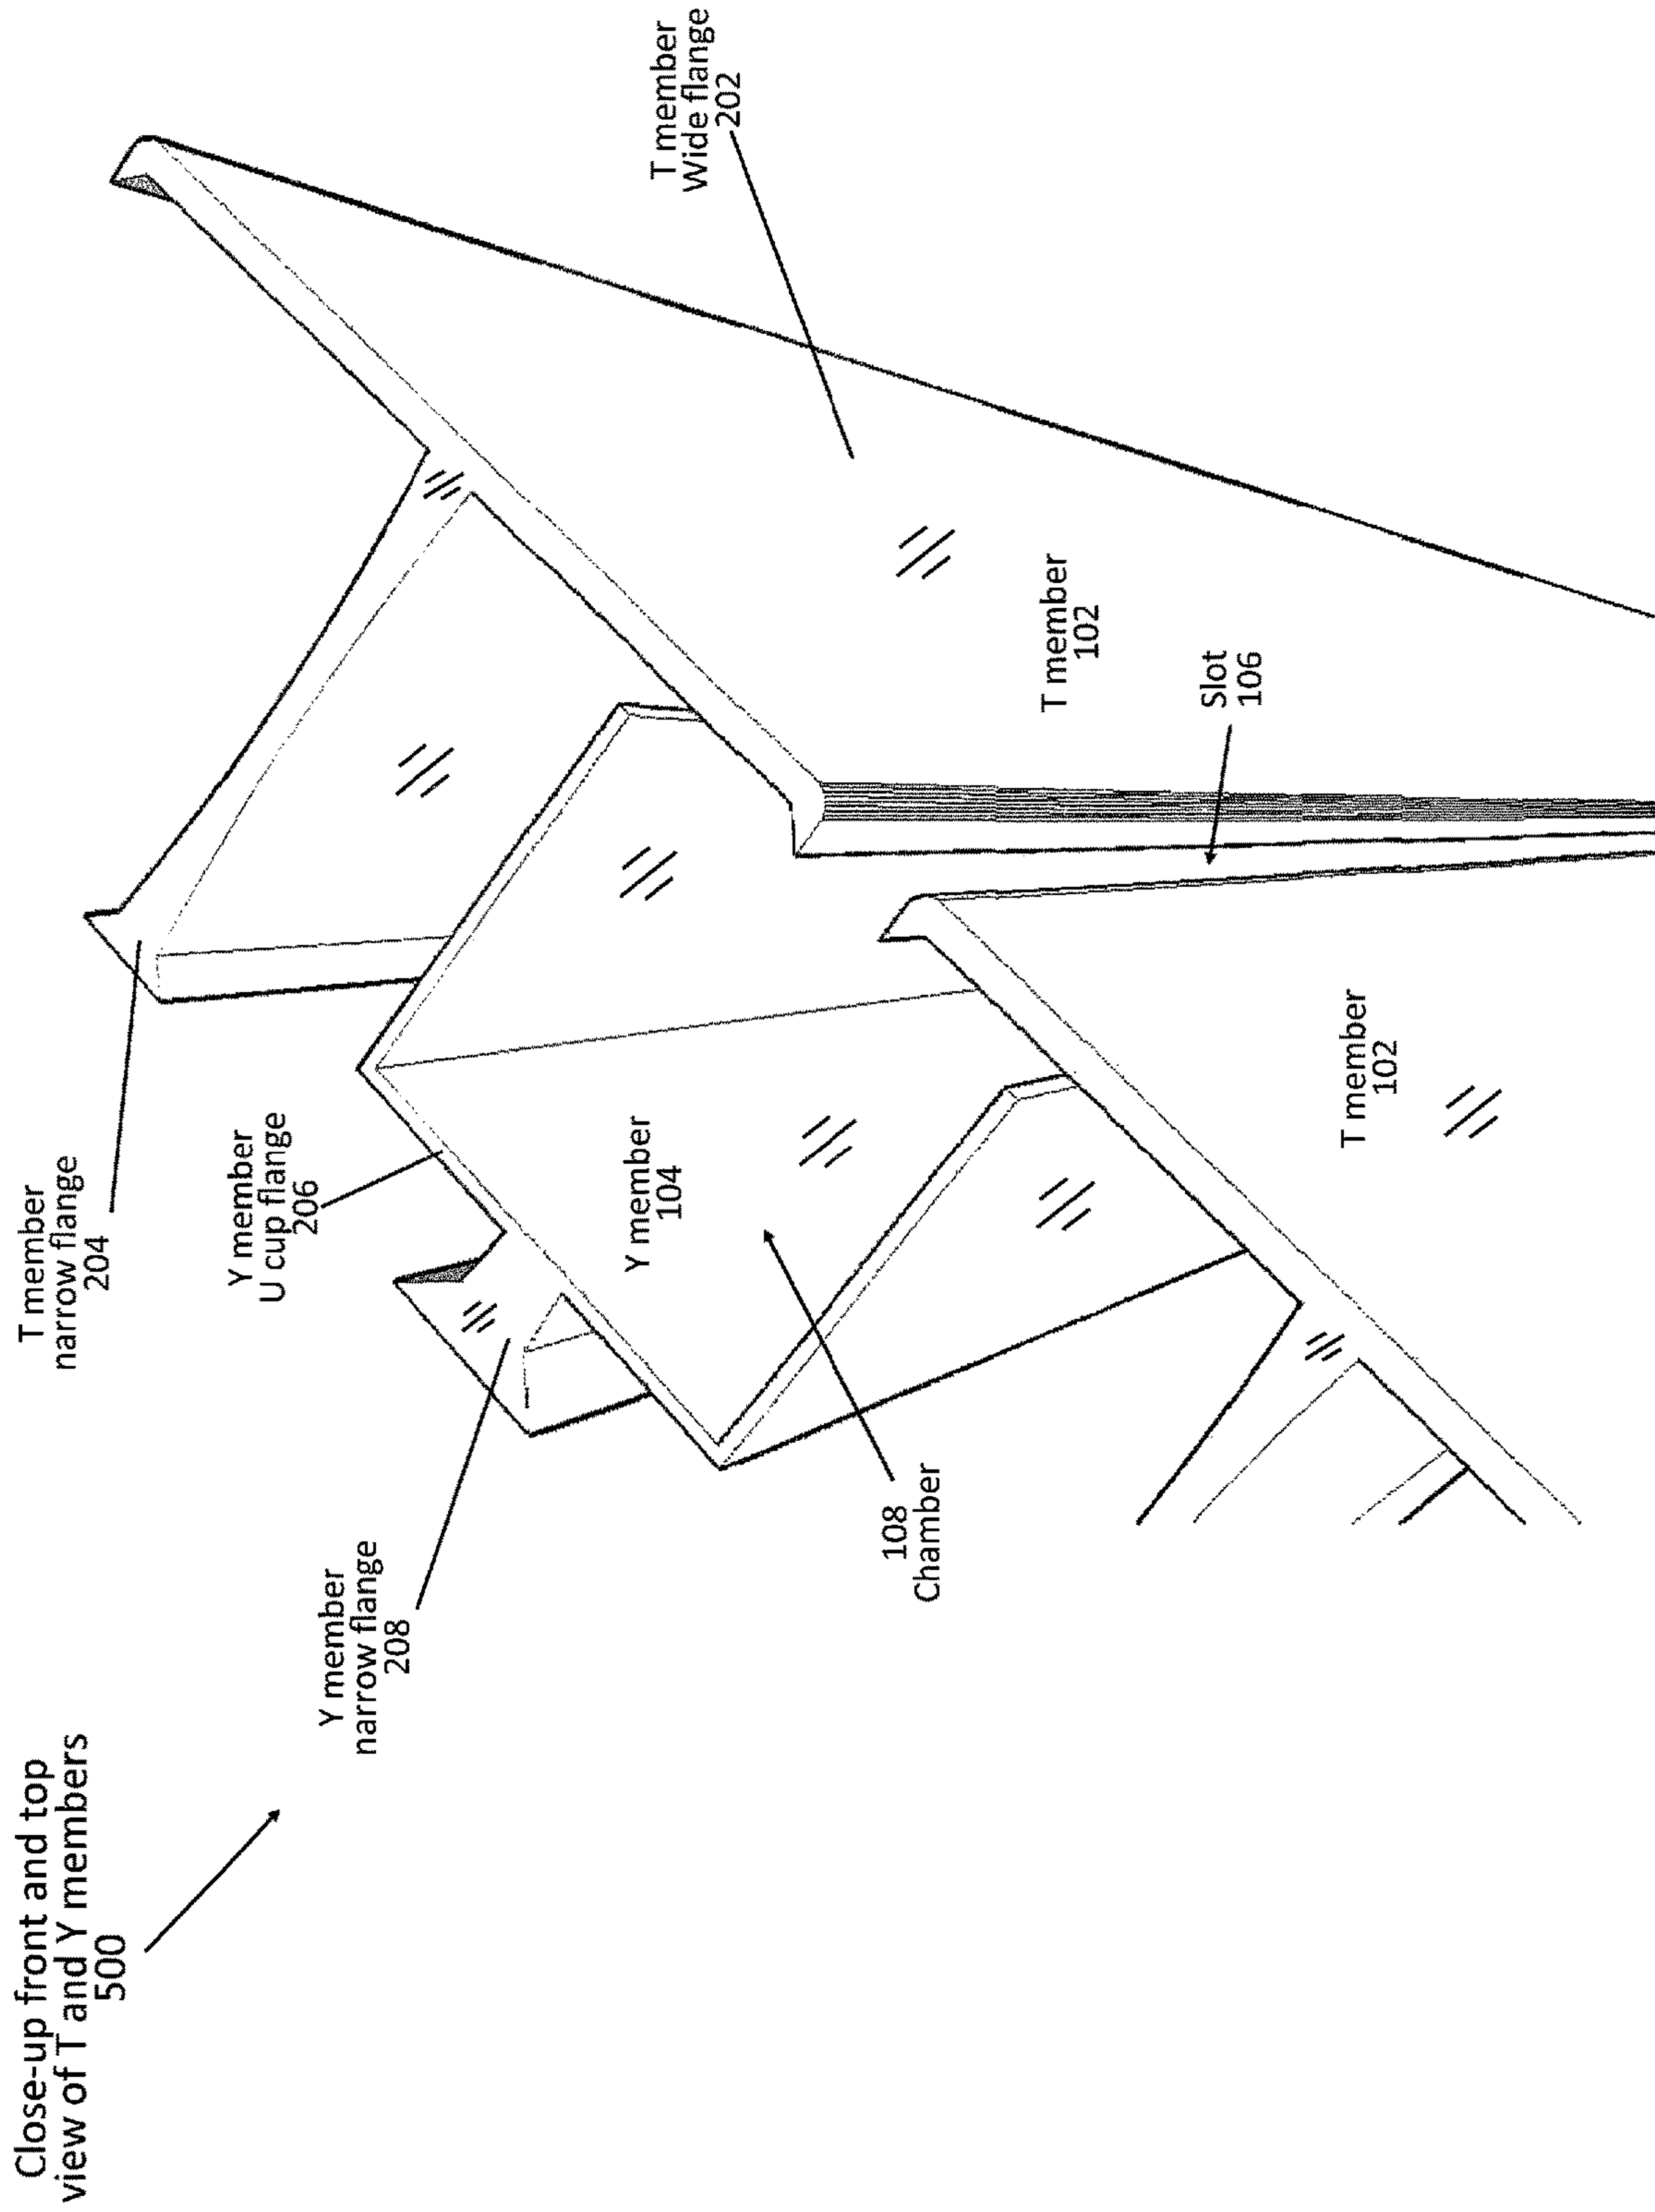 Close-up front and top
view of T and Y members
500
T member
narrow flange
204
Y member
U cup flange
206
Y member
narrow flange
208
T member
Wide flange
202
Y member
104
108
Chamber
T member
102
Slot
106
T member
102